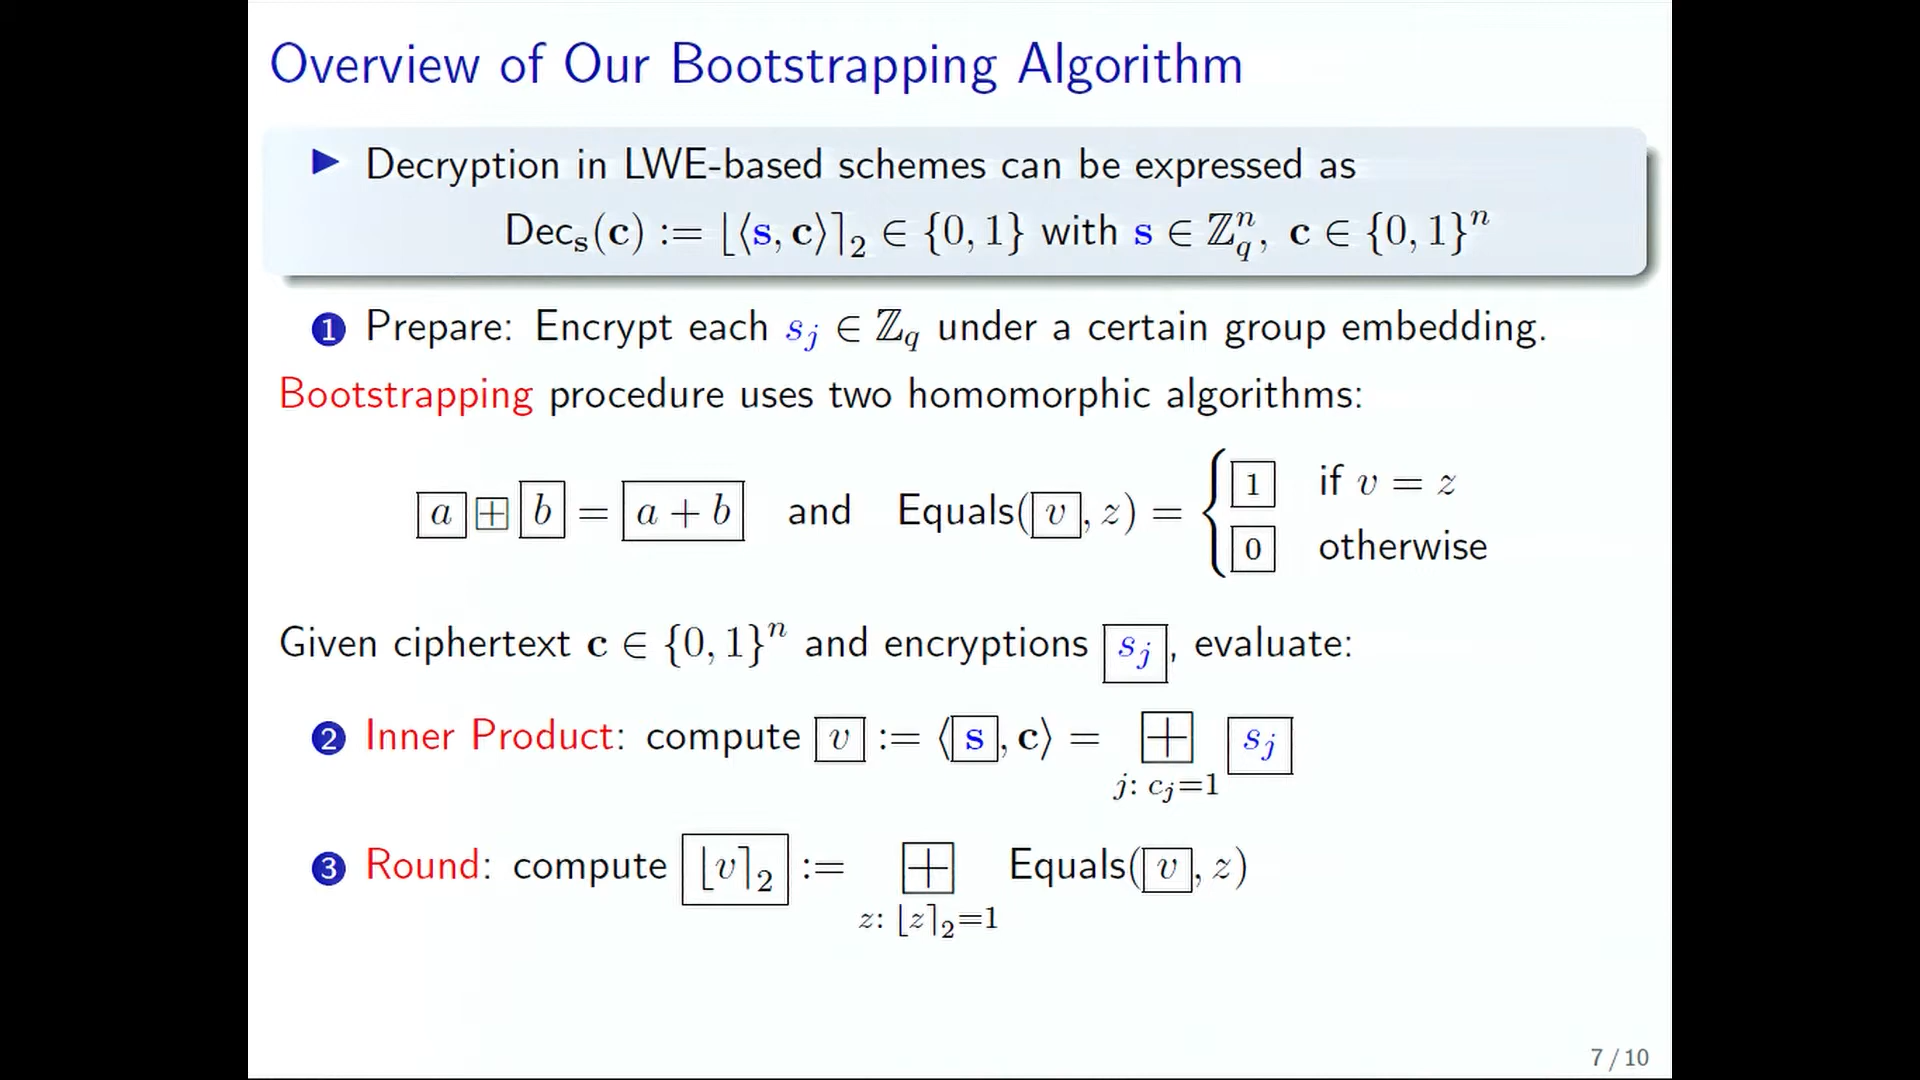 Overview of Our Bootstrapping Algorithm
▶ Decryption in LWE-based schemes can be expressed as
Dec_s(c) := ⌊⟨s, c⟩⌉_2 ∈ {0, 1} with s ∈ ℤ_q^n, c ∈ {0, 1}^n
1 Prepare: Encrypt each s_j ∈ ℤ_q under a certain group embedding.
Bootstrapping procedure uses two homomorphic algorithms:
a ⊞ b = a + b and Equals(v, z) = { 1 if v = z
0 otherwise
Given ciphertext c ∈ {0, 1}^n and encryptions s_j, evaluate:
2 Inner Product: compute v := ⟨s, c⟩ = ⊞ s_j
j: c_j=1
3 Round: compute ⌊v⌉_2 := ⊞ Equals(v, z)
z: ⌊z⌉_2=1
7 / 10